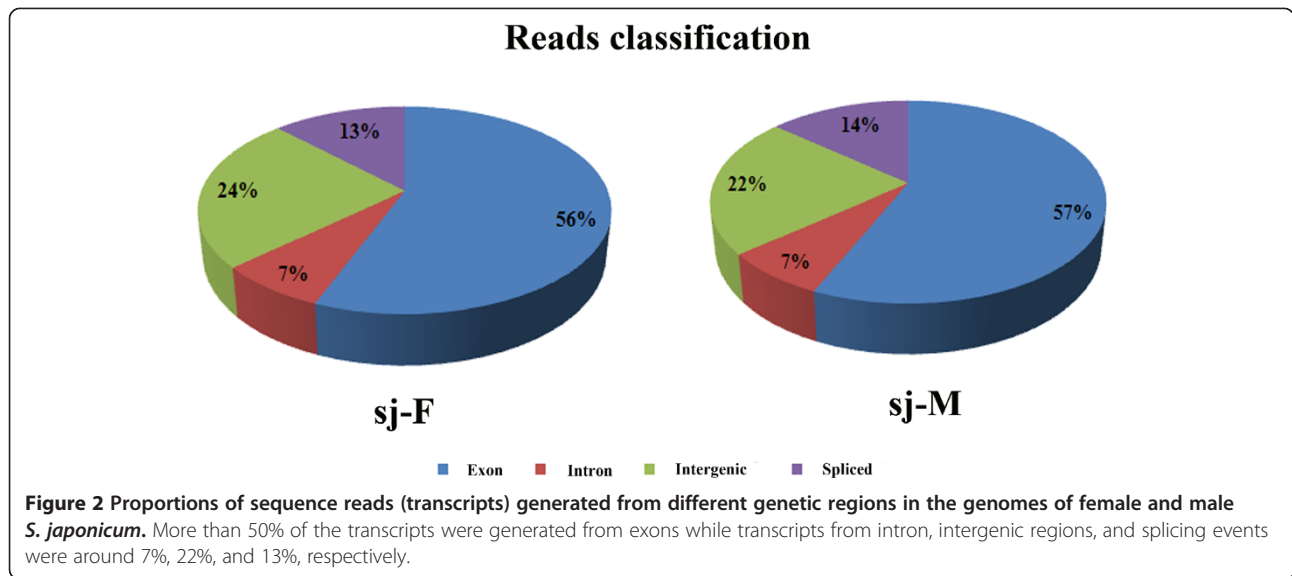 Reads classification
13%
24%
56%
7%
14%
22%
57%
7%
sj-F
sj-M
Exon Intron Intergenic Spliced
Figure 2 Proportions of sequence reads (transcripts) generated from different genetic regions in the genomes of female and male
S. japonicum. More than 50% of the transcripts were generated from exons while transcripts from intron, intergenic regions, and splicing events
were around 7%, 22%, and 13%, respectively.